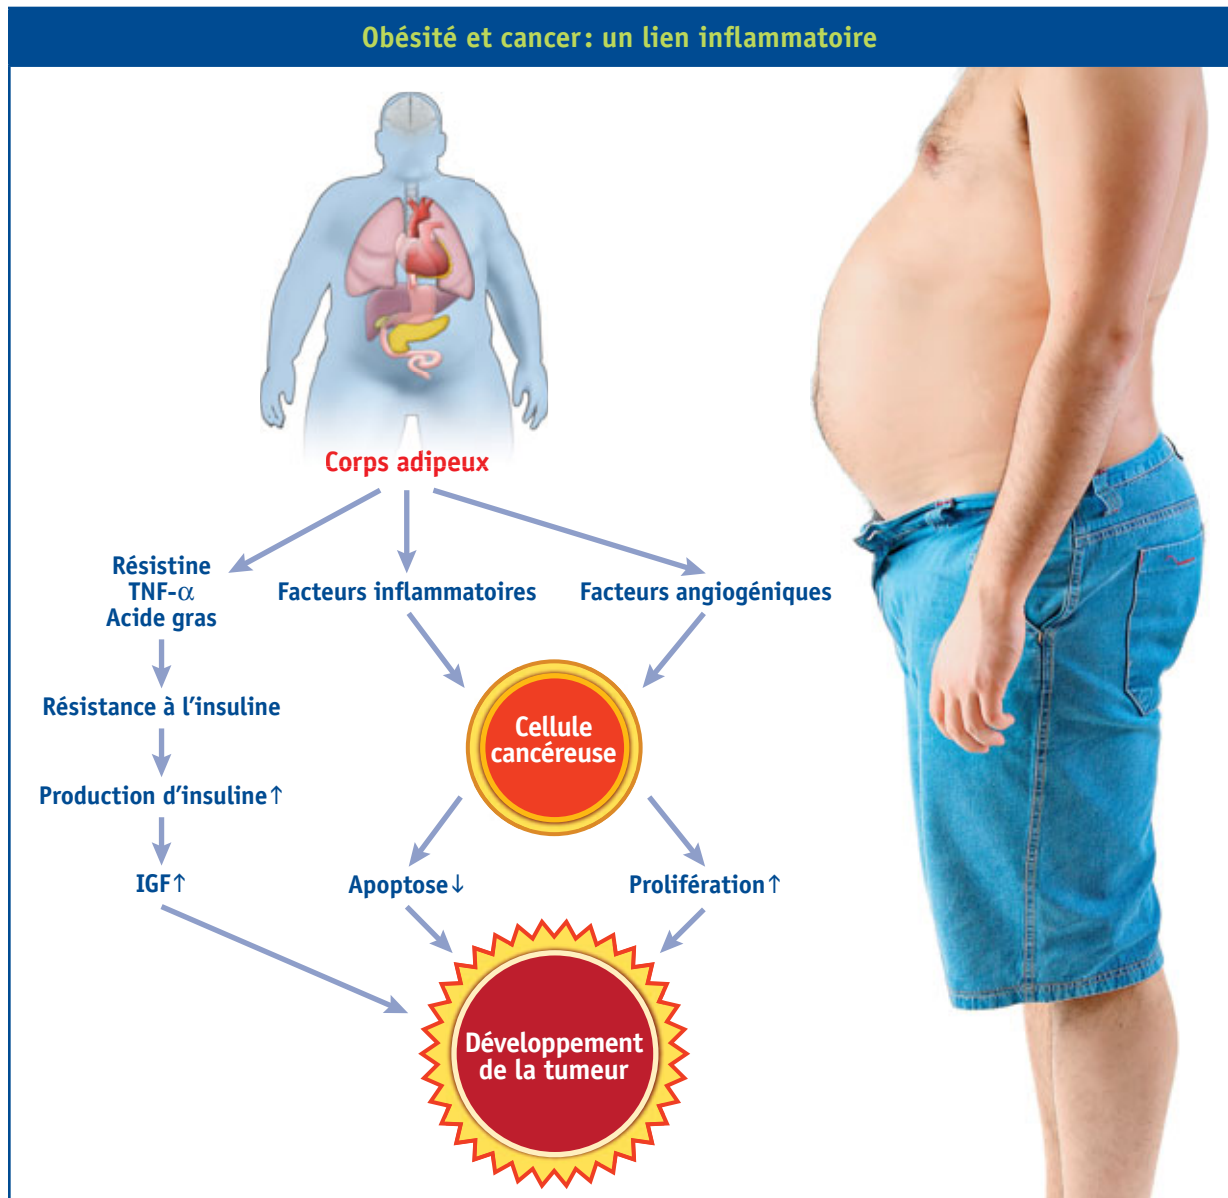 Obésité et cancer: un lien inflammatoire
Corps adipeux
Résistine
TNF-α
Acide gras
Facteurs inflammatoires
Facteurs angiogéniques
Résistance à l'insuline
Cellule
cancéreuse
Production d'insuline↑
IGF↑
Apoptose↓
Prolifération↑
Développement
de la tumeur